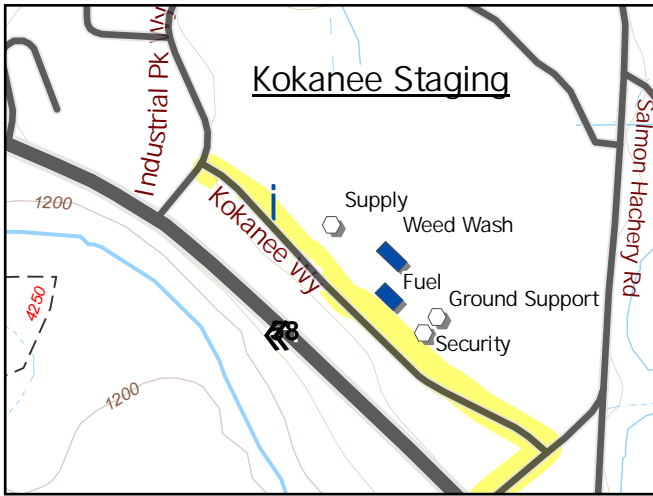 Kokanee Staging
Industrial Pk Wy
Salmon Hachery Rd
i
Supply
Kokanee Wy
Weed Wash
1200
Fuel
Ground Support
4250
58
Security
1200